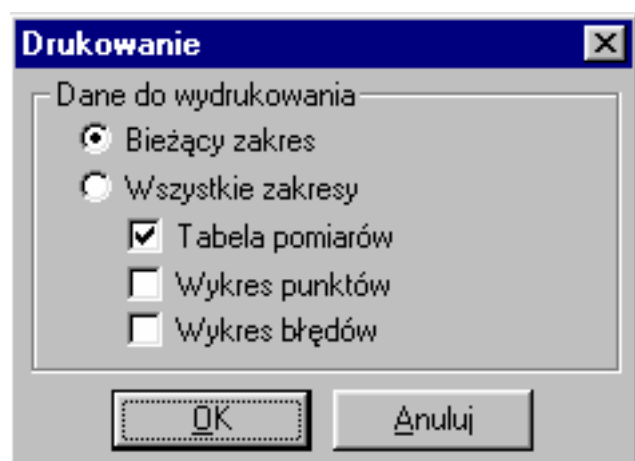 Drukowanie
Dane do wydrukowania
Bieżący zakres
Wszystkie zakresy
Tabela pomiarów
Wykres punktów
Wykres błędów
OK Anuluj